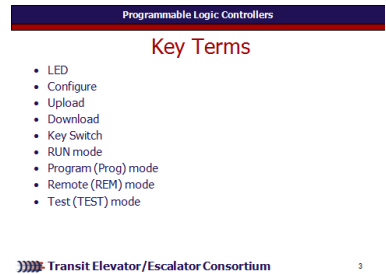 Programmable Logic Controllers
Key Terms
• LED
• Configure
• Upload
• Download
• Key Switch
• RUN mode
• Program (Prog) mode
• Remote (REM) mode
• Test (TEST) mode
Transit Elevator/Escalator Consortium
3